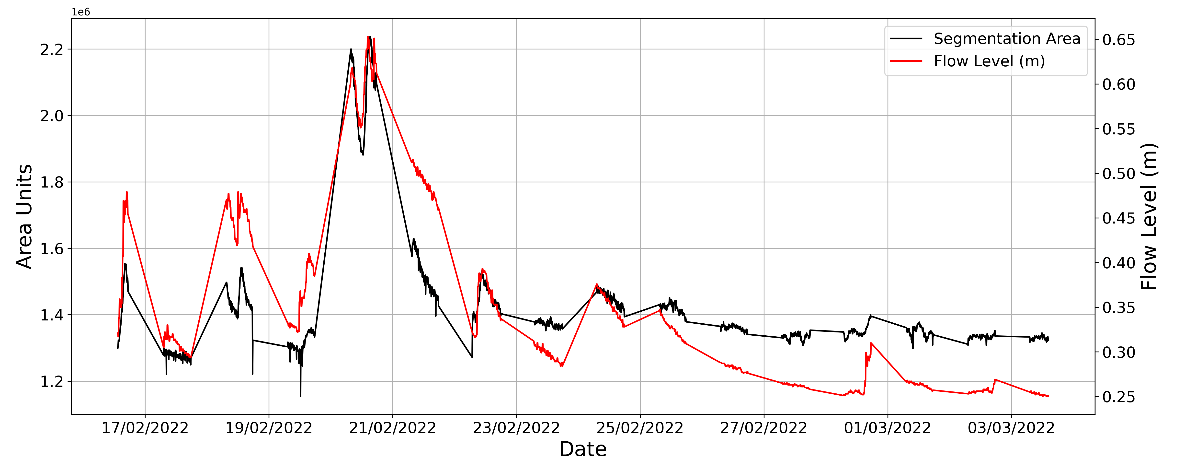 1e6
Segmentation Area
Flow Level (m)
2.2
2.0
1.8
1.6
1.4
1.2
Area Units
0.65
0.60
0.55
0.50
0.45
0.40
0.35
0.30
0.25
Flow Level (m)
17/02/2022 19/02/2022 21/02/2022 23/02/2022 25/02/2022 27/02/2022 01/03/2022 03/03/2022
Date